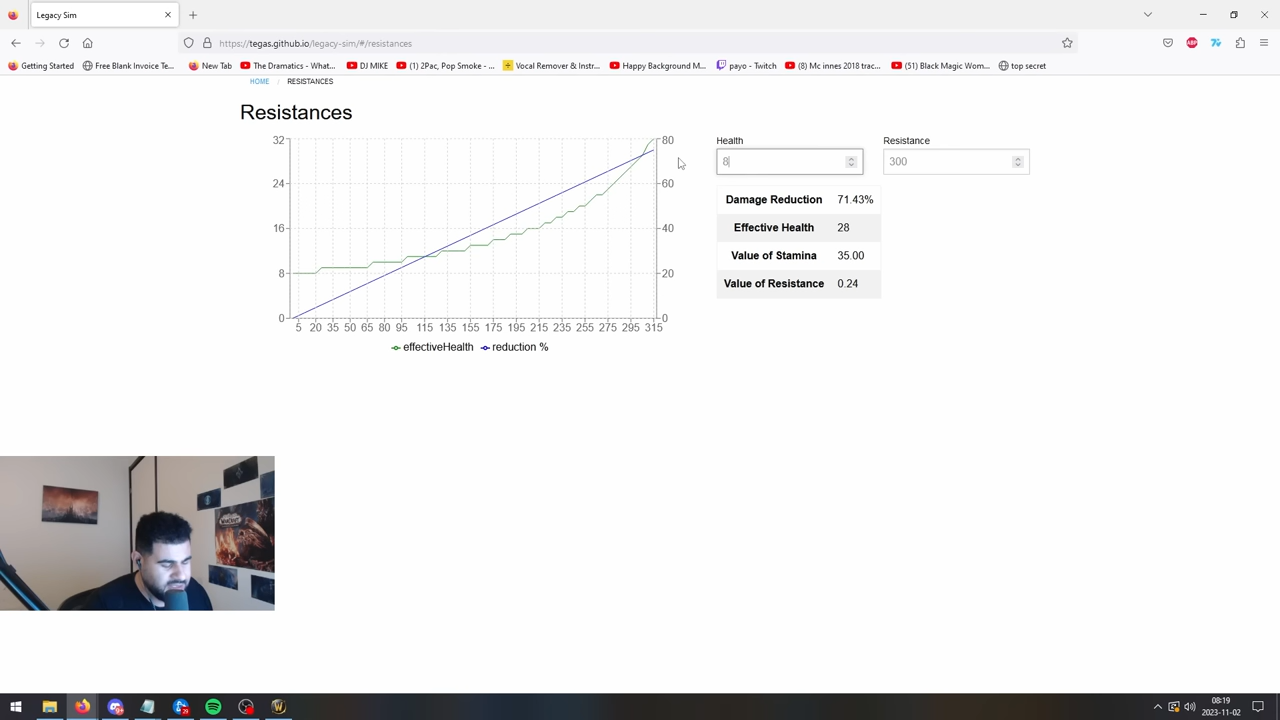 Legacy Sim
https://tegas.github.io/legacy-sim/#/resistances
Getting Started Free Blank Invoice Te... New Tab The Dramatics - What... DJ MIKE (1) 2Pac, Pop Smoke - ... Vocal Remover & Instr... Happy Background M... payo - Twitch (8) Mc innes 2018 trac... (51) Black Magic Wom... top secret
HOME / RESISTANCES
Resistances
Health Resistance
8 300
32 80
24 60
16 40
8 20
0 0
5 20 35 50 65 80 95 115 135 155 175 195 215 235 255 275 295 315
effectiveHealth reduction %
Damage Reduction 71.43%
Effective Health 28
Value of Stamina 35.00
Value of Resistance 0.24
WARCRAFT
08:19
2023-11-02